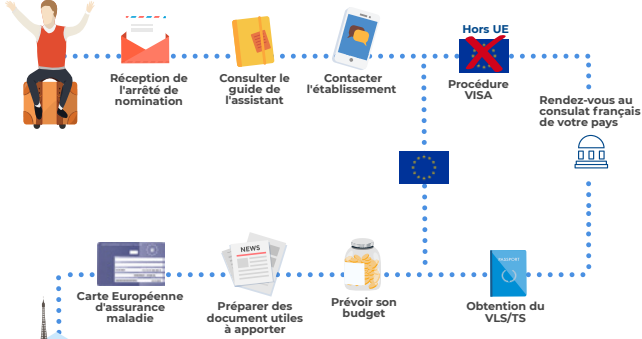 Hors UE
Réception de
l'arrêté de
nomination
Consulter le
guide de
l'assistant
Contacter
l'établissement
Procédure
VISA
Rendez-vous au
consulat français
de votre pays
NEWS
PASSPORT
Carte Européenne
d'assurance
maladie
Préparer des
document utiles
à apporter
Prévoir son
budget
Obtention du
VLS/TS